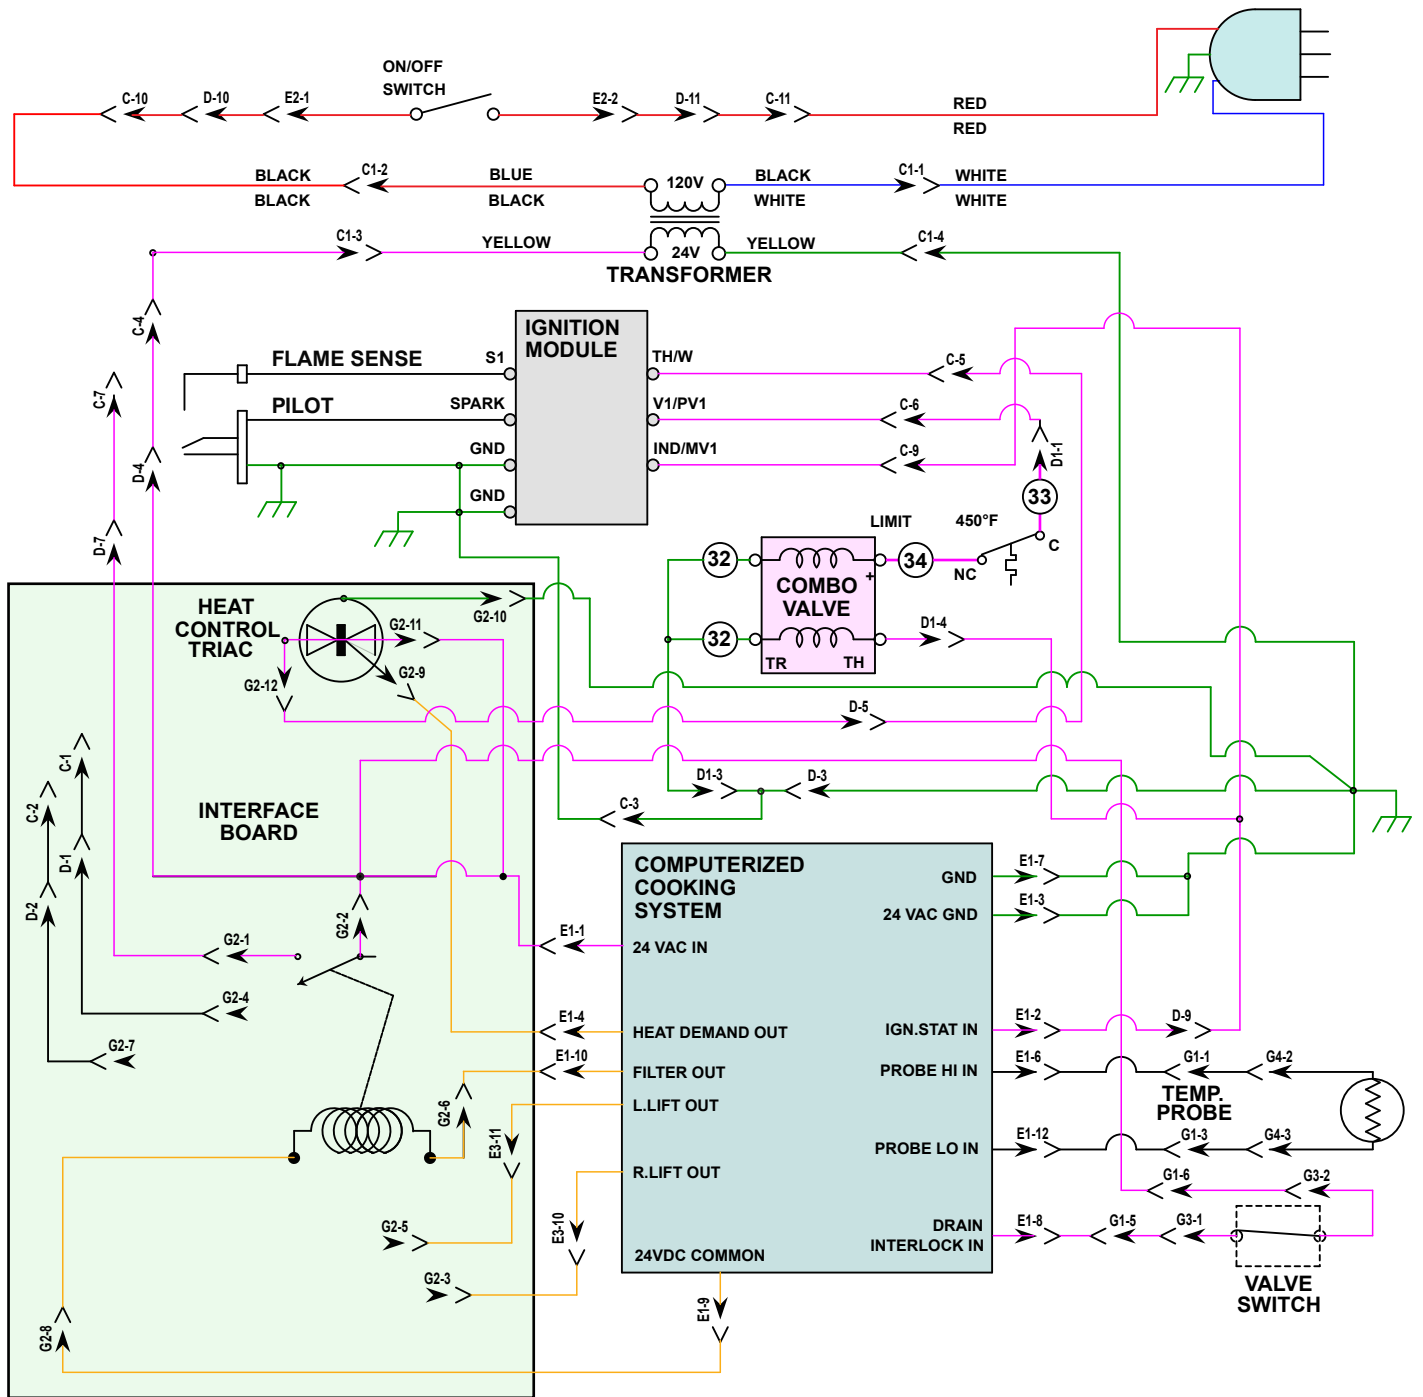 ON/OFF
SWITCH
C-10
D-10
E2-1
E2-2
D-11
C-11
RED
RED
BLACK
BLACK
C1-2
BLUE
BLACK
120V
BLACK
WHITE
C1-1
WHITE
WHITE
C1-3
YELLOW
24V
YELLOW
C1-4
TRANSFORMER
C-4
IGNITION
MODULE
FLAME SENSE
S1
TH/W
C-5
C-7
PILOT
SPARK
V1/PV1
C-6
D-4
GND
IND/MV1
C-9
D1-1
GND
33
D-7
LIMIT
450°F
C
32
34
NC
COMBO
VALVE
+
HEAT
CONTROL
TRIAC
G2-10
G2-11
G2-9
G2-12
32
D1-4
TR
TH
D-5
C-1
C-2
INTERFACE
BOARD
D1-3
D-3
C-3
D-1
D-2
COMPUTERIZED
COOKING
SYSTEM
GND
E1-7
24 VAC GND
E1-3
G2-2
G2-1
E1-1
24 VAC IN
G2-4
G2-7
E1-4
HEAT DEMAND OUT
IGN.STAT IN
E1-2
D-9
E1-10
FILTER OUT
PROBE HI IN
E1-6
G1-1
G4-2
G2-6
L.LIFT OUT
TEMP.
PROBE
E3-11
PROBE LO IN
E1-12
G1-3
G4-3
R.LIFT OUT
G1-6
G3-2
G2-5
E3-10
DRAIN
INTERLOCK IN
E1-8
G1-5
G3-1
24VDC COMMON
G2-3
VALVE
SWITCH
E1-9
G2-8